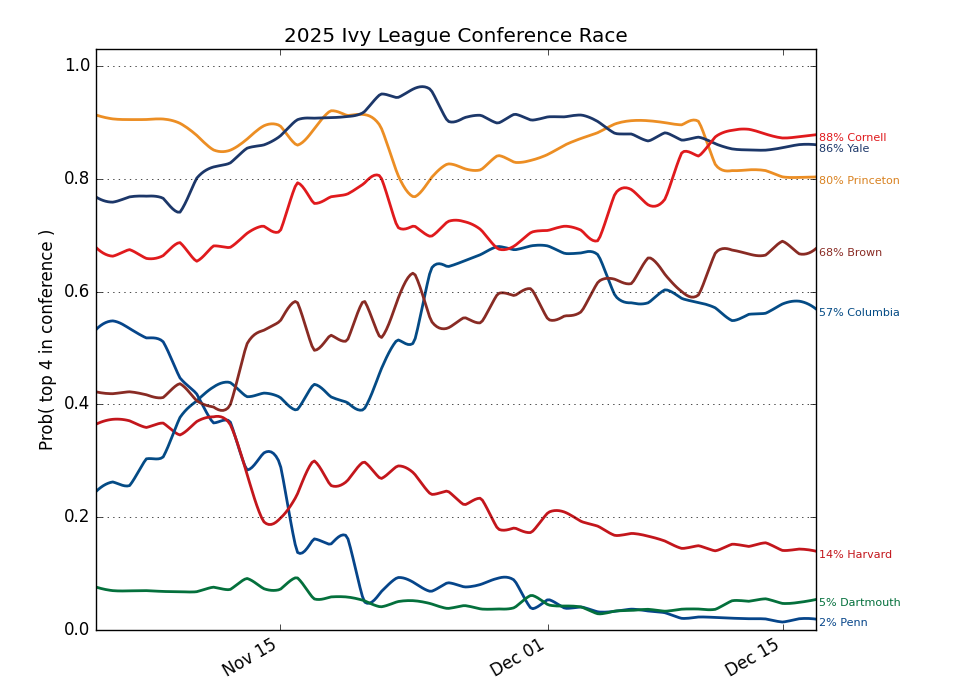 2025 Ivy League Conference Race
Prob( top 4 in conference )
1.0
0.8
0.6
0.4
0.2
0.0
Nov 15
Dec 01
Dec 15
88% Cornell
86% Yale
80% Princeton
68% Brown
57% Columbia
14% Harvard
5% Dartmouth
2% Penn